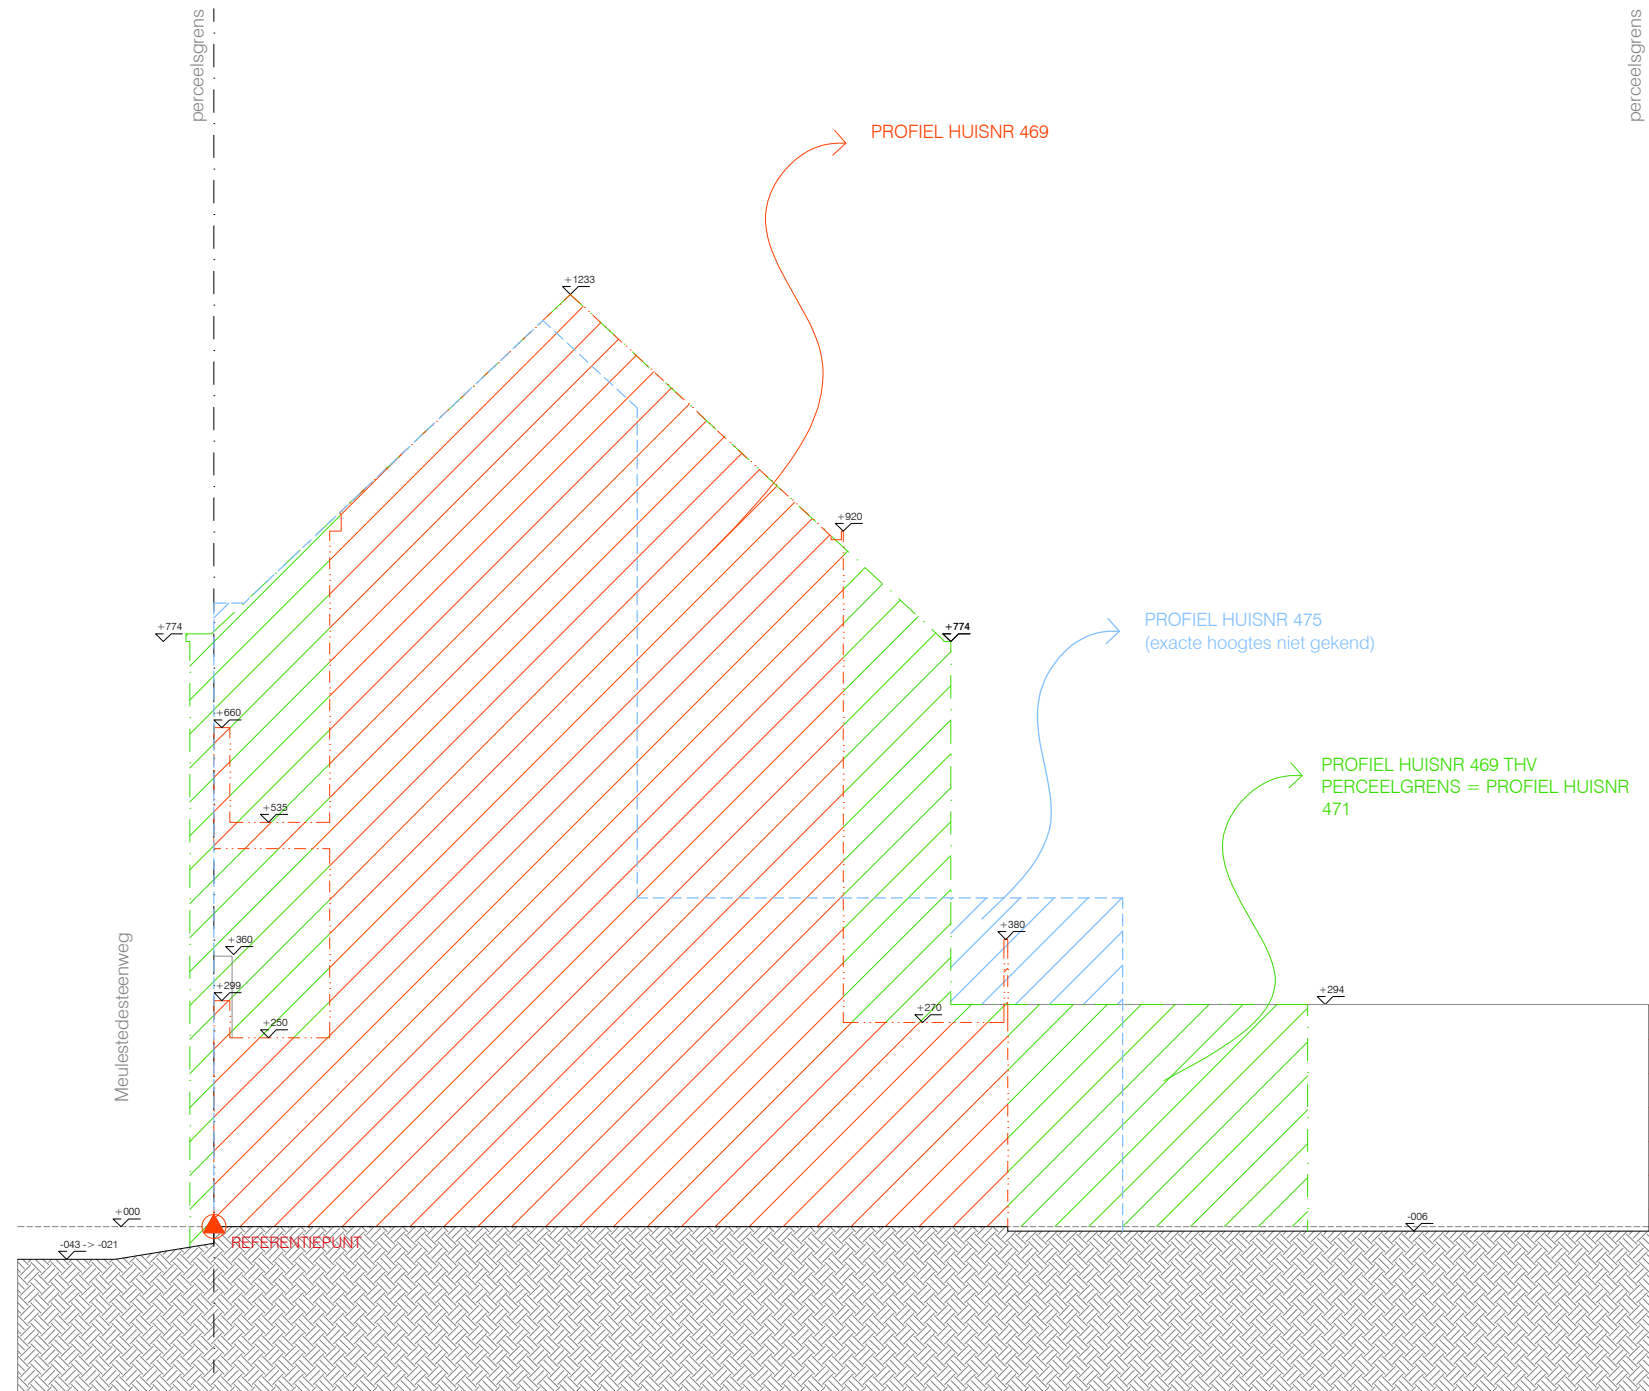 perceelsgrens
perceelsgrens
PROFIEL HUISNR 469
+1233
+920
+774
+774
PROFIEL HUISNR 475
(exacte hoogtes niet gekend)
+660
PROFIEL HUISNR 469 THV
PERCEELGRENS = PROFIEL HUISNR
471
+535
Meulestedesteenweg
+380
+360
+299
+294
+270
+250
+000
-006
REFERENTIEPUNT
-043 -> -021